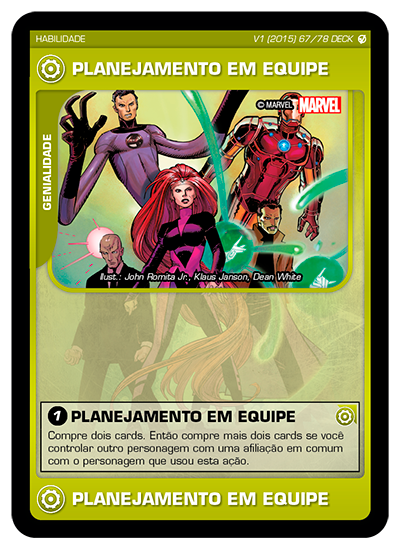 HABILIDADE
V1 (2015) 67/78 DECK
PLANEJAMENTO EM EQUIPE
© MARVEL MARVEL
GENIALIDADE
Illust.: John Romita Jr., Klaus Janson, Dean White
1 PLANEJAMENTO EM EQUIPE
Compre dois cards. Então compre mais dois cards se você
controlar outro personagem com uma afiliação em comum
com o personagem que usou esta ação.
PLANEJAMENTO EM EQUIPE